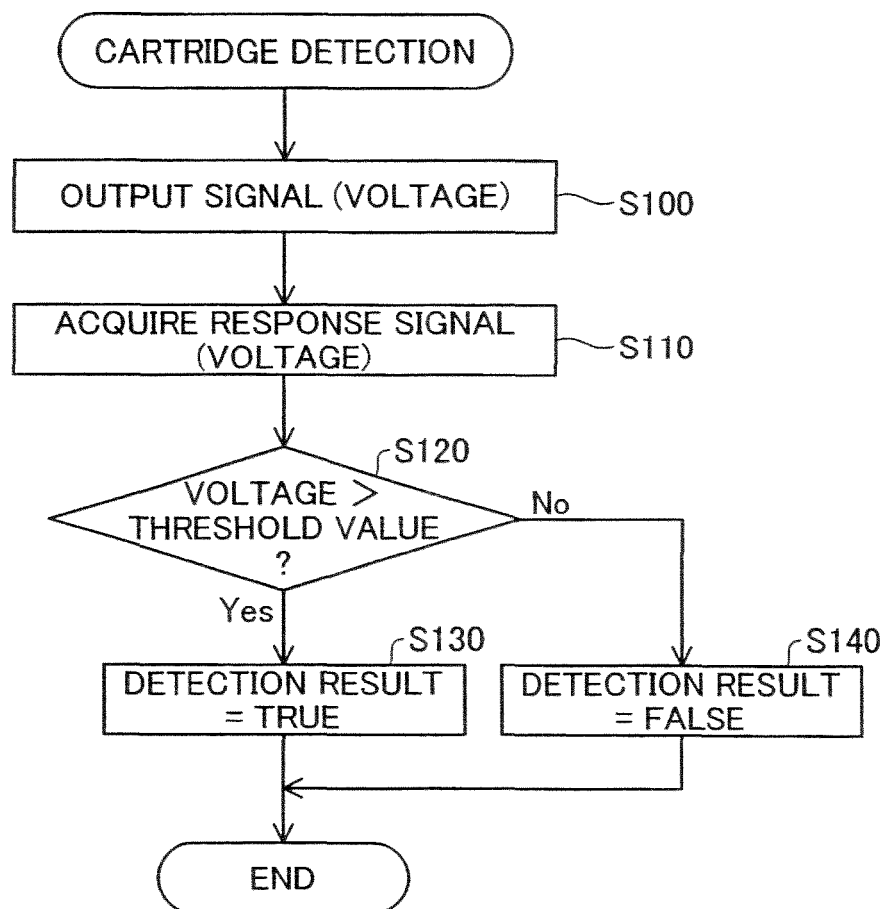 CARTRIDGE DETECTION
OUTPUT SIGNAL (VOLTAGE)
S100
ACQUIRE RESPONSE SIGNAL
(VOLTAGE)
S110
S120
VOLTAGE >
THRESHOLD VALUE
?
No
Yes
S130
DETECTION RESULT
= TRUE
S140
DETECTION RESULT
= FALSE
END